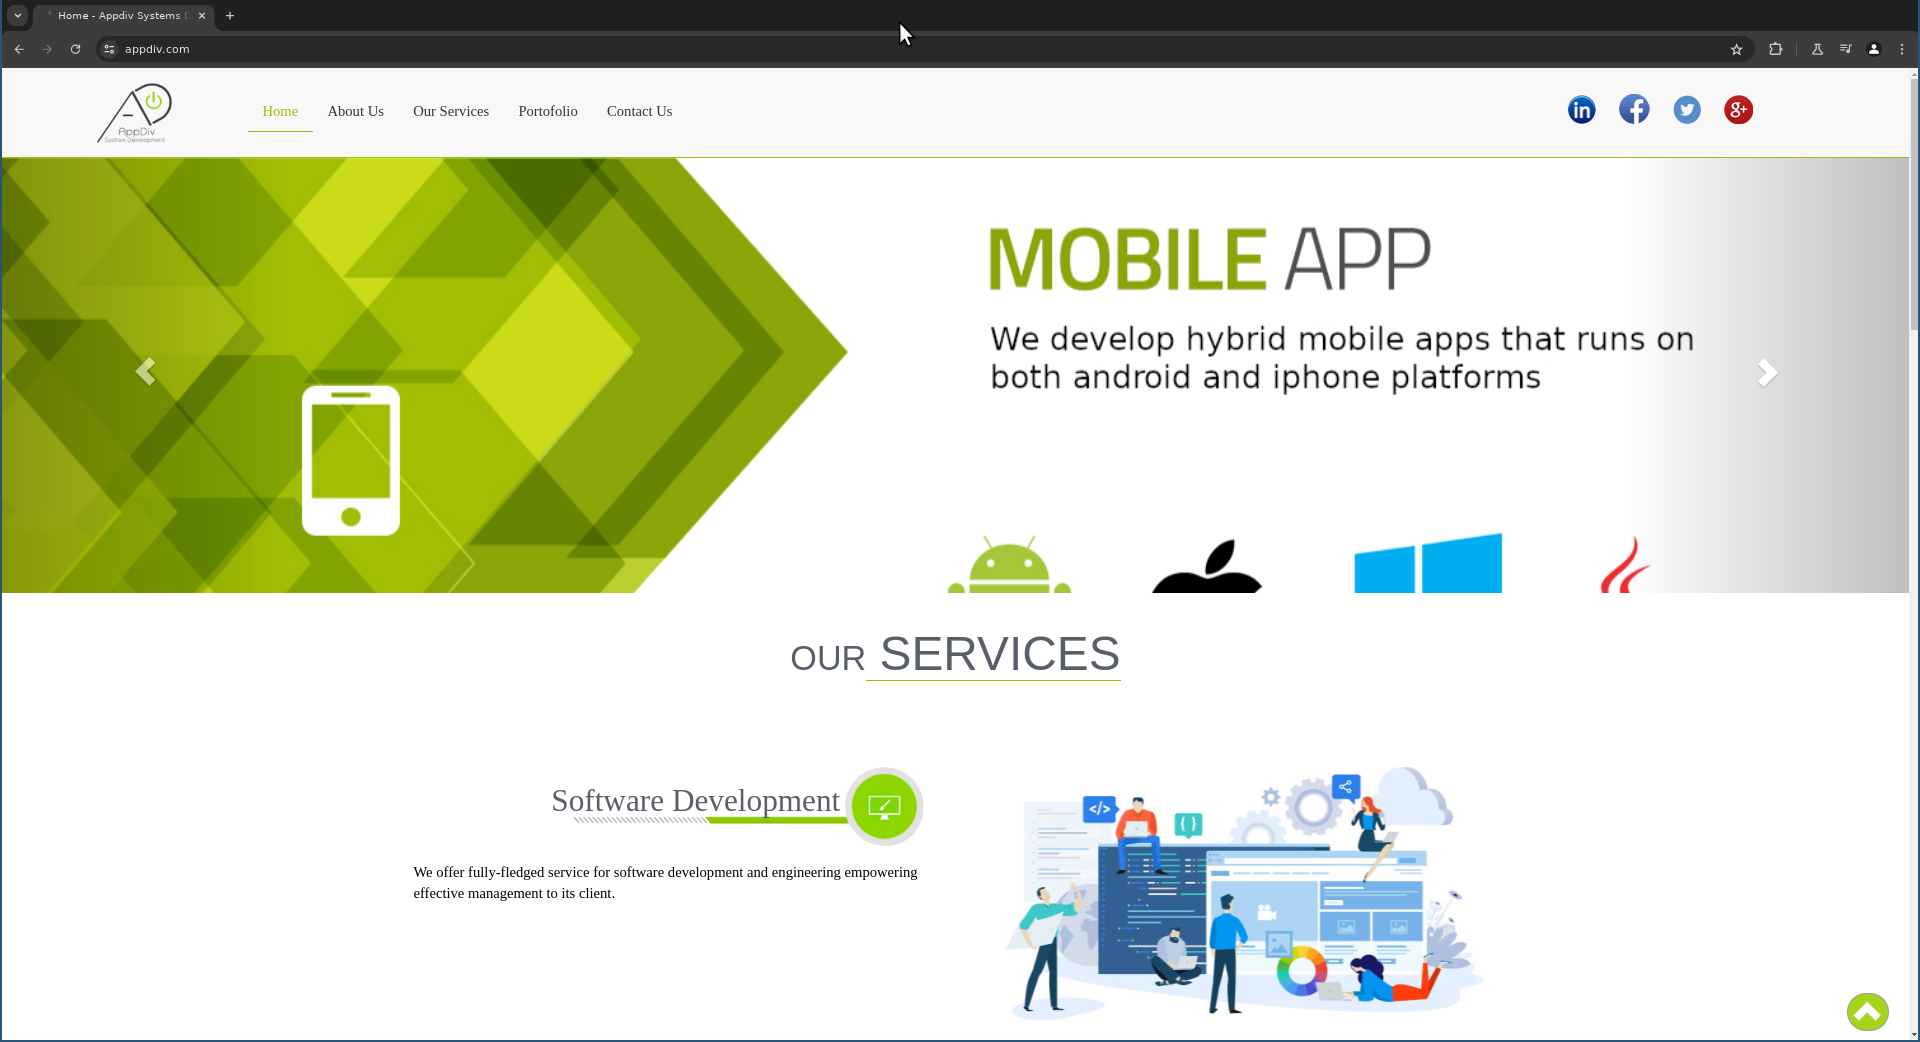 Home - Appdiv Systems
appdiv.com
AppDiv
System Development
Home
About Us
Our Services
Portofolio
Contact Us
in
f
g+
MOBILE APP
We develop hybrid mobile apps that runs on
both android and iphone platforms
OUR SERVICES
Software Development
We offer fully-fledged service for software development and engineering empowering
effective management to its client.
</>
{ }